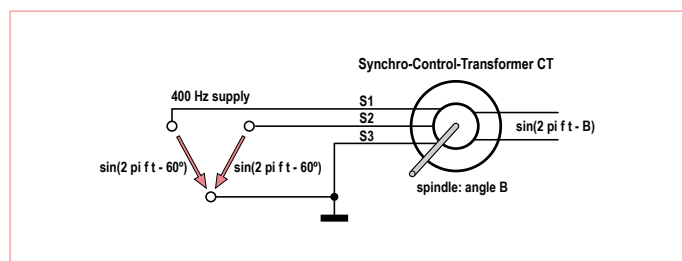 Synchro-Control-Transformer CT
400 Hz supply
S1
S2
S3
sin(2 pi f t - B)
sin(2 pi f t - 60º)
sin(2 pi f t - 60º)
spindle: angle B